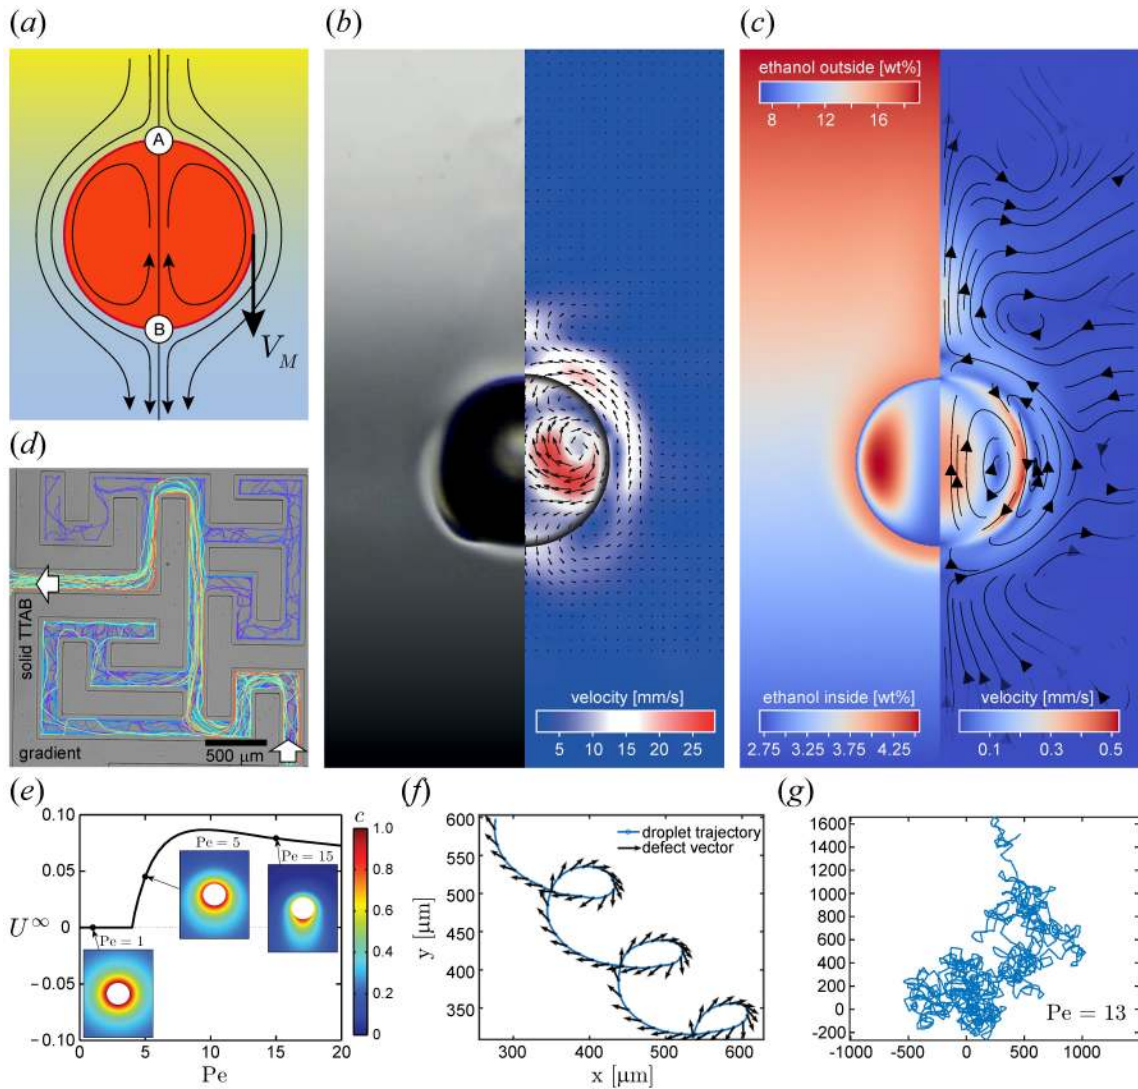 (a)
A
B
V_M
(b)
velocity [mm/s]
5 10 15 20 25
(c)
ethanol outside [wt%]
8 12 16
ethanol inside [wt%]
2.75 3.25 3.75 4.25
velocity [mm/s]
0.1 0.3 0.5
(d)
solid TTAB
gradient
500 µm
(e)
0.10
0.05
0
−0.05
−0.10
U^∞
Pe = 1
Pe = 5
Pe = 15
0 5 10 15 20
Pe
c
1.0
0.8
0.6
0.4
0.2
0
(f)
600
550
500
450
400
350
y [µm]
droplet trajectory
defect vector
300 400 500 600
x [µm]
(g)
1600
1400
1200
1000
800
600
400
200
0
-200
Pe = 13
-1000 -500 0 500 1000